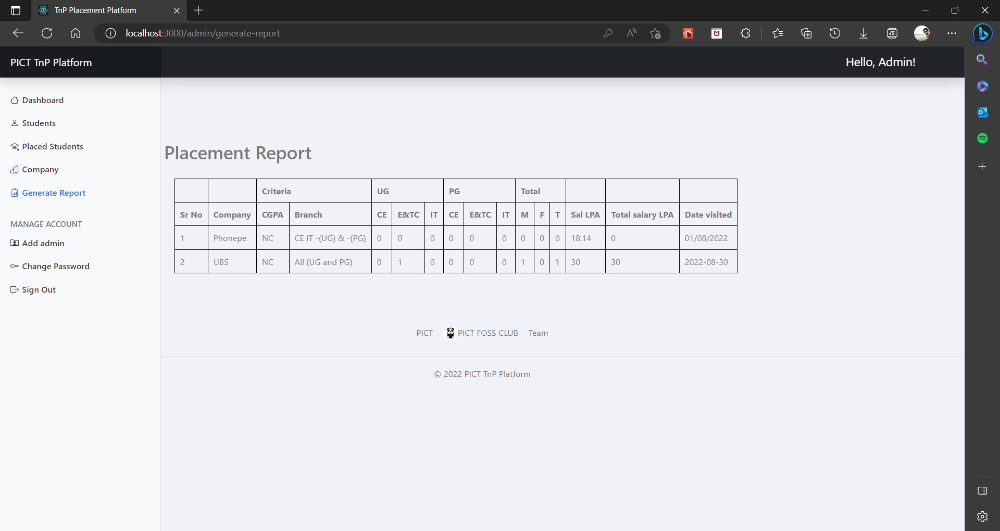 TnP Placement Platform
localhost:3000/admin/generate-report
PICT TnP Platform
Hello, Admin!
Dashboard
Students
Placed Students
Company
Generate Report
MANAGE ACCOUNT
Add admin
Change Password
Sign Out
Placement Report
Criteria UG PG Total
Sr No Company CGPA Branch CE E&TC IT CE E&TC IT M F T Sal LPA Total salary LPA Date visited
1 Phonepe NC CE IT -(UG) & -(PG) 0 0 0 0 0 0 0 0 0 18.14 0 01/08/2022
2 UBS NC All (UG and PG) 0 1 0 0 0 0 1 0 1 30 30 2022-08-30
PICT PICT FOSS CLUB Team
© 2022 PICT TnP Platform